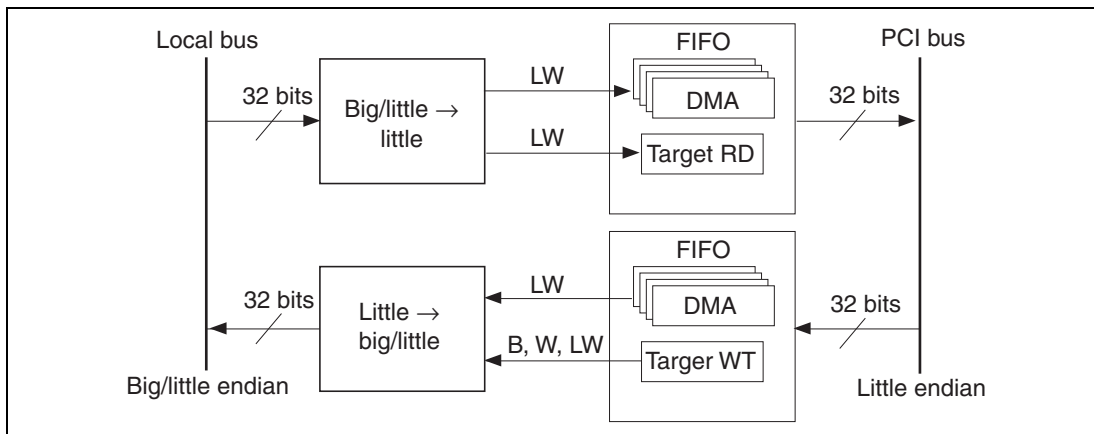 Local bus
FIFO
PCI bus
32 bits
Big/little →
little
LW
LW
DMA
Target RD
32 bits
FIFO
32 bits
Little →
big/little
LW
B, W, LW
DMA
Targer WT
32 bits
Big/little endian
Little endian